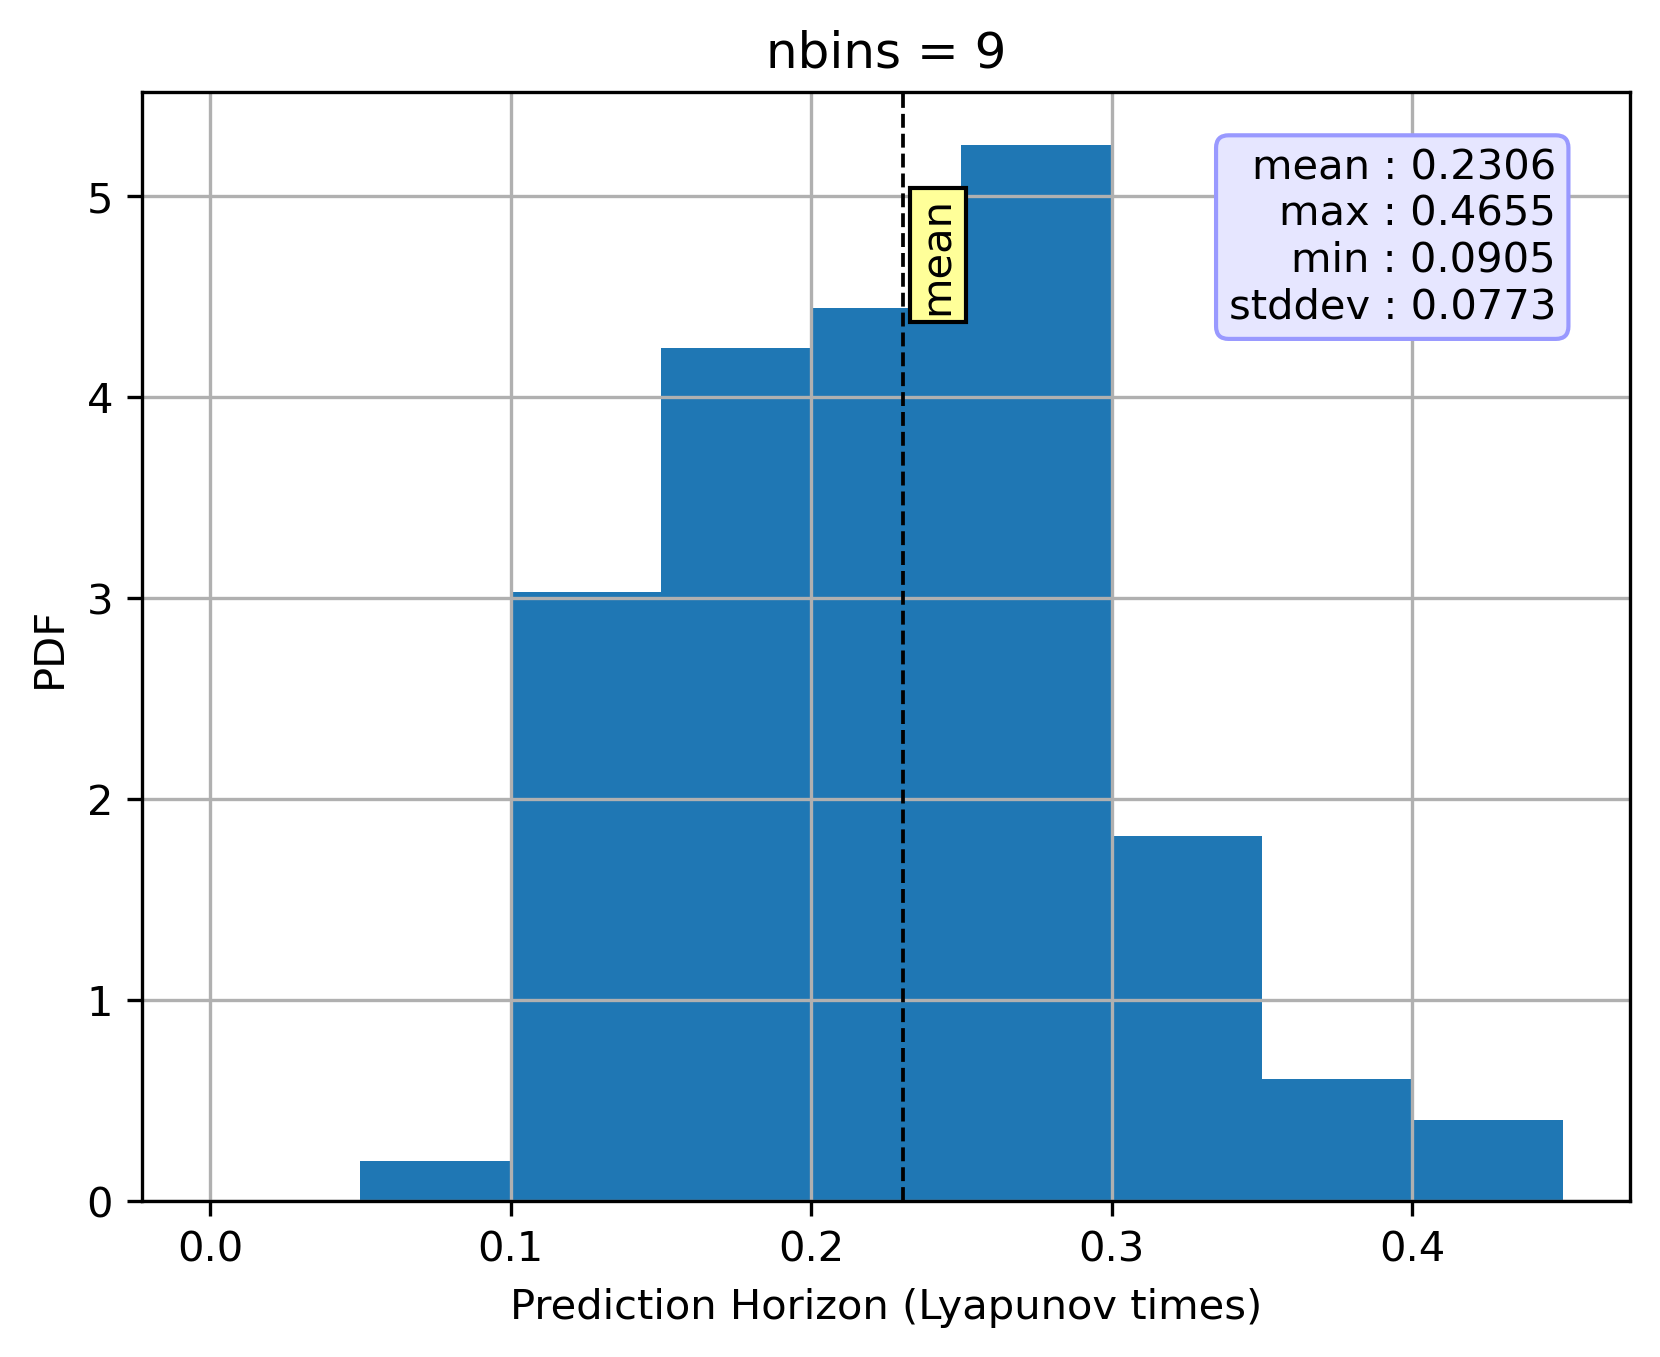 nbins = 9
mean : 0.2306
max : 0.4655
min : 0.0905
stddev : 0.0773
mean
PDF
5
4
3
2
1
0
0.0 0.1 0.2 0.3 0.4
Prediction Horizon (Lyapunov times)